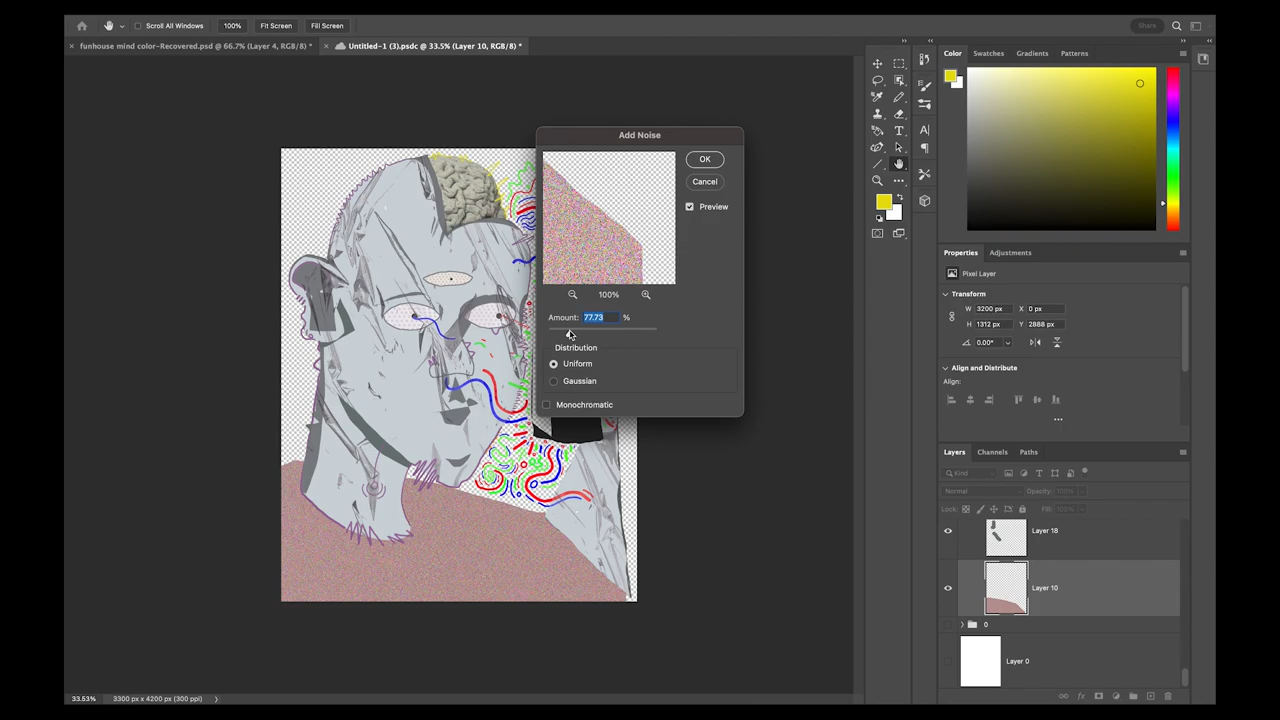 Scroll All Windows 100% Fit Screen Fill Screen Share
× funhouse mind color-Recovered.psd @ 66.7% (Layer 4, RGB/8) * × Untitled-1 (3).psdc @ 33.5% (Layer 10, RGB/8) *
Color Swatches Gradients Patterns
Add Noise
OK
Cancel
Preview
100%
Amount: 77.73 %
Distribution
Uniform
Gaussian
Monochromatic
Properties Adjustments
Pixel Layer
Transform
W 3200 px X 0 px
H 1312 px Y 2888 px
0.00°
Align and Distribute
Align:
Layers Channels Paths
Kind
Normal Opacity: 100%
Lock: Fill: 100%
Layer 18
Layer 10
0
Layer 0
33.53% 3300 px x 4200 px (300 ppi)